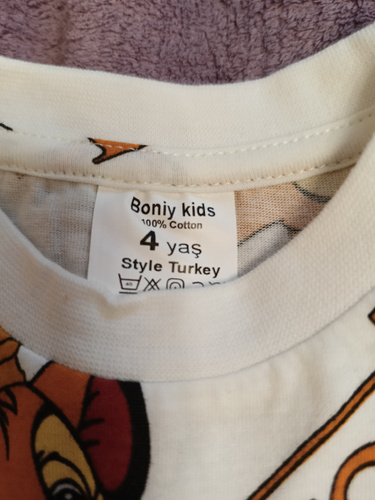 Boniy kids
100% Cotton
4 yaş
Style Turkey